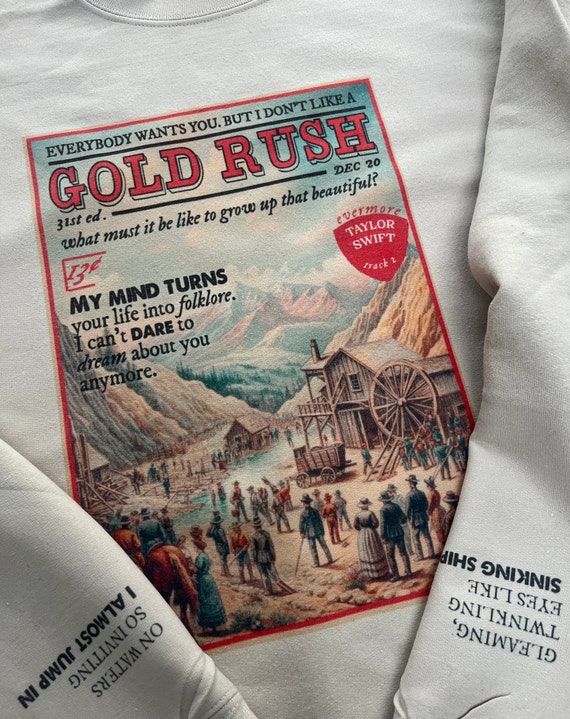 EVERYBODY WANTS YOU. BUT I DON'T LIKE A
GOLD RUSH
31st ed.
DEC 20
what must it be like to grow up that beautiful?
evermore
TAYLOR
SWIFT
track 2
13¢
MY MIND TURNS
your life into folklore.
I can't DARE to
dream about you
anymore.
GLEAMING,
TWINKLING
EYES LIKE
SINKING SHIP
ON WATERS
SO INVITING
I ALMOST JUMP IN